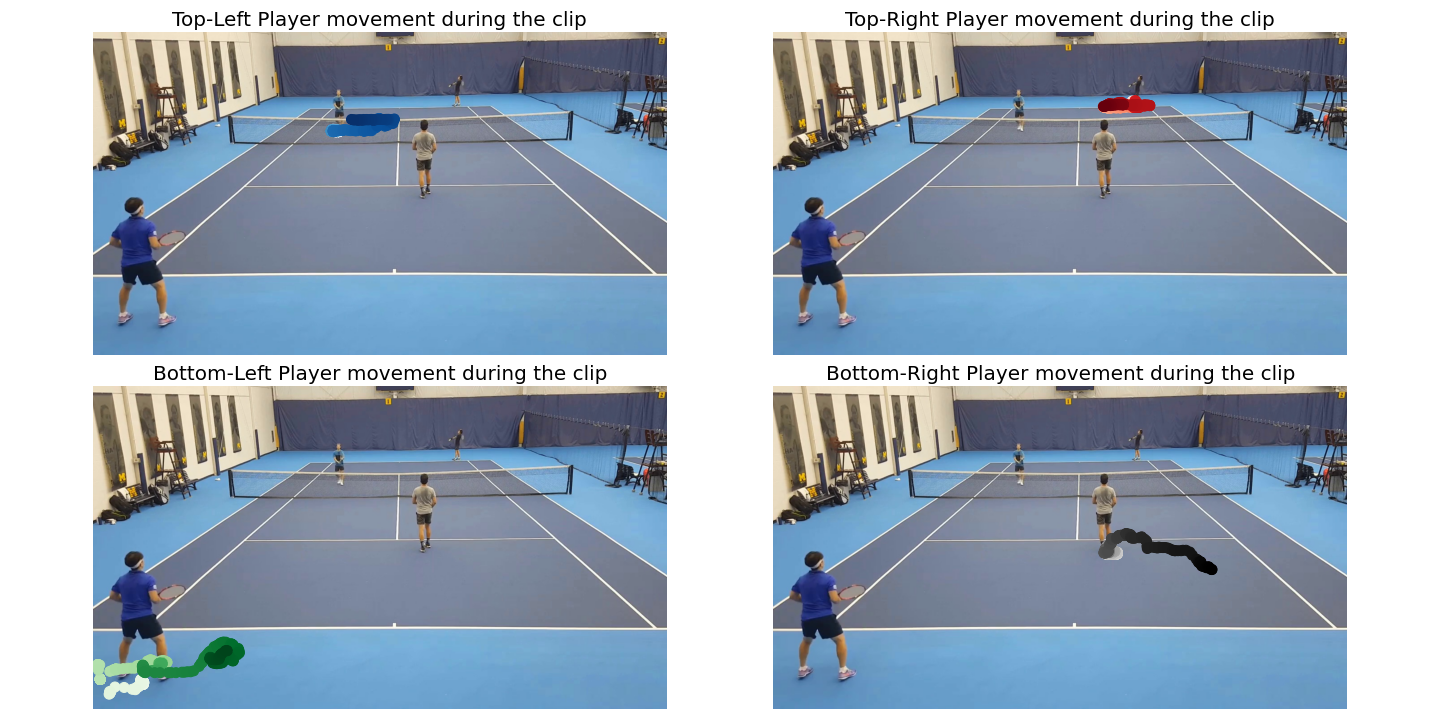 Top-Left Player movement during the clip
Top-Right Player movement during the clip
Bottom-Left Player movement during the clip
Bottom-Right Player movement during the clip